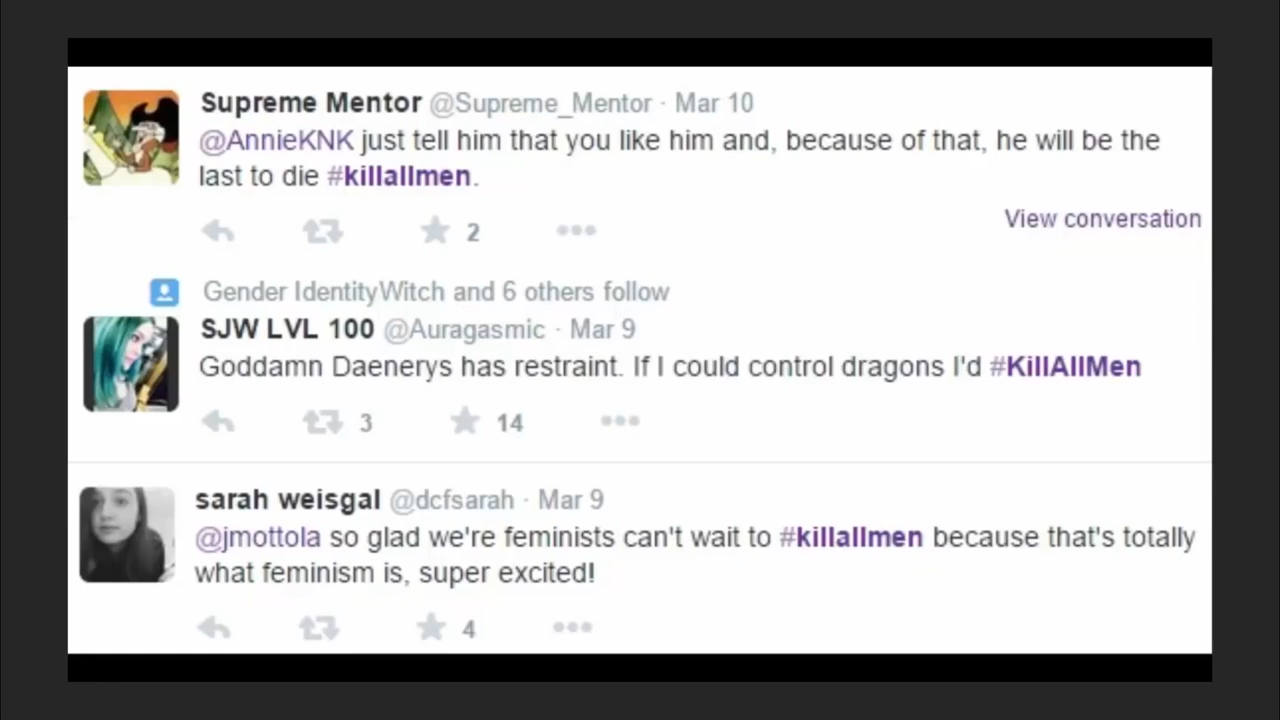 Supreme Mentor @Supreme_Mentor · Mar 10
@AnnieKNK just tell him that you like him and, because of that, he will be the
last to die #killallmen.
2
View conversation
Gender IdentityWitch and 6 others follow
SJW LVL 100 @Auragasmic · Mar 9
Goddamn Daenerys has restraint. If I could control dragons I'd #KillAllMen
3 14
sarah weisgal @dcfsarah · Mar 9
@jmottola so glad we're feminists can't wait to #killallmen because that's totally
what feminism is, super excited!
4